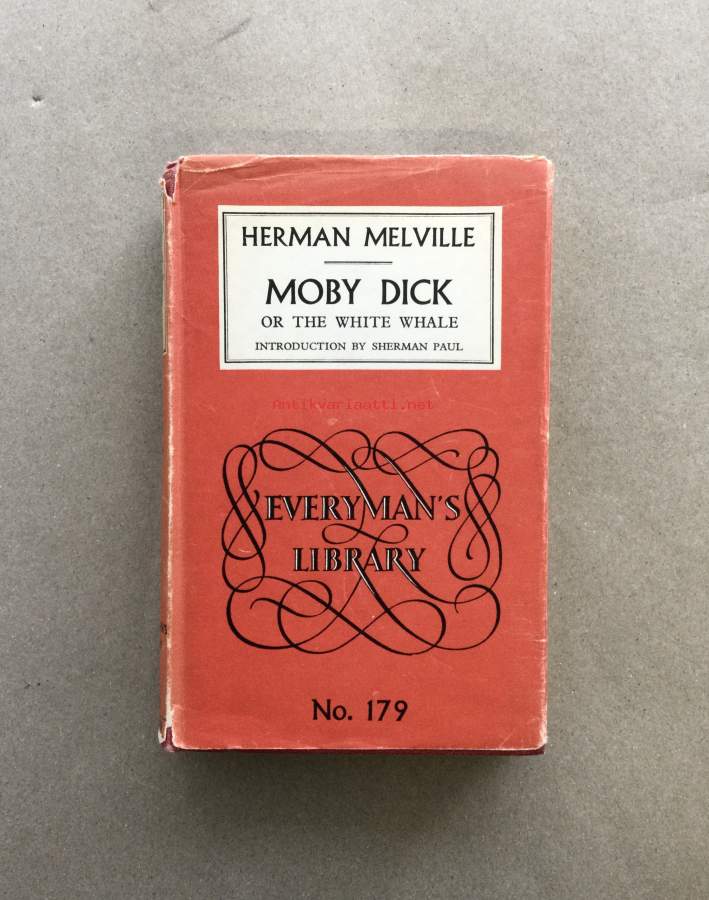 HERMAN MELVILLE
MOBY DICK
OR THE WHITE WHALE
INTRODUCTION BY SHERMAN PAUL
Antikvariaatti.net
EVERYMAN'S
LIBRARY
No. 179